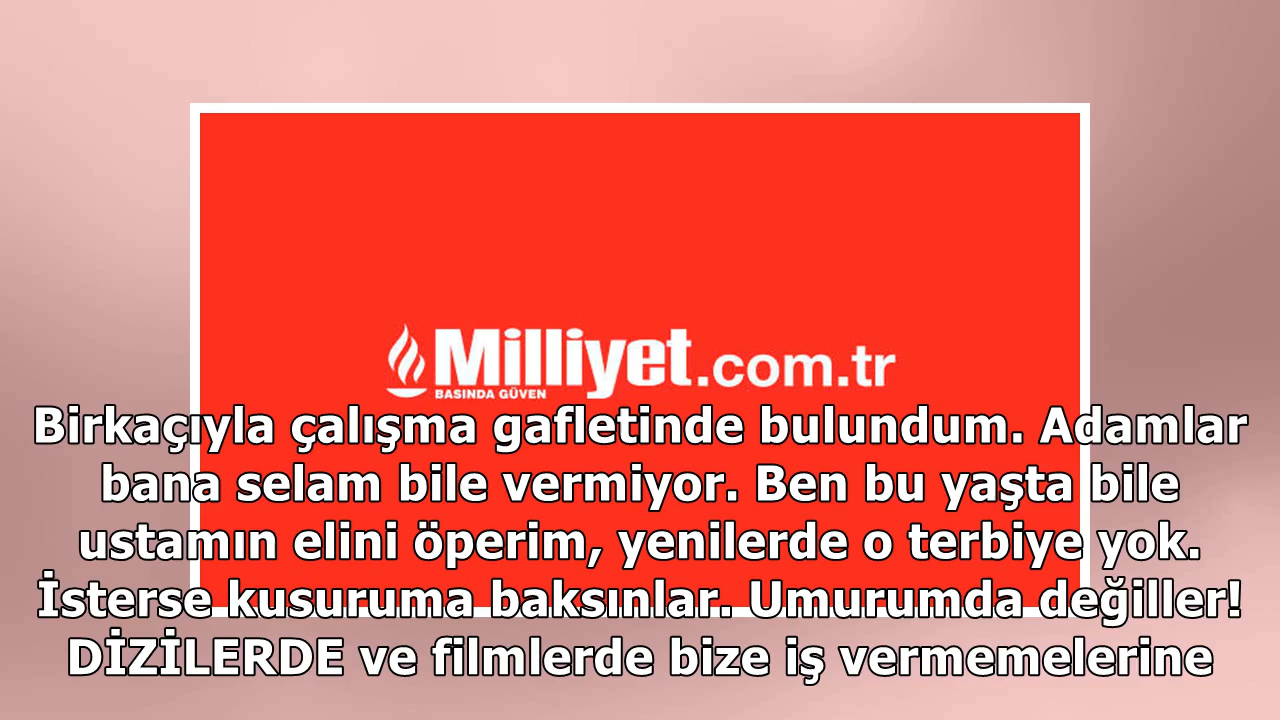 Milliyet.com.tr
BASINDA GÜVEN
Birkaçıyla çalışma gafletinde bulundum. Adamlar
bana selam bile vermiyor. Ben bu yaşta bile
ustamın elini öperim, yenilerde o terbiye yok.
İsterse kusuruma baksınlar. Umurumda değiller!
DİZİLERDE ve filmlerde bize iş vermemelerine